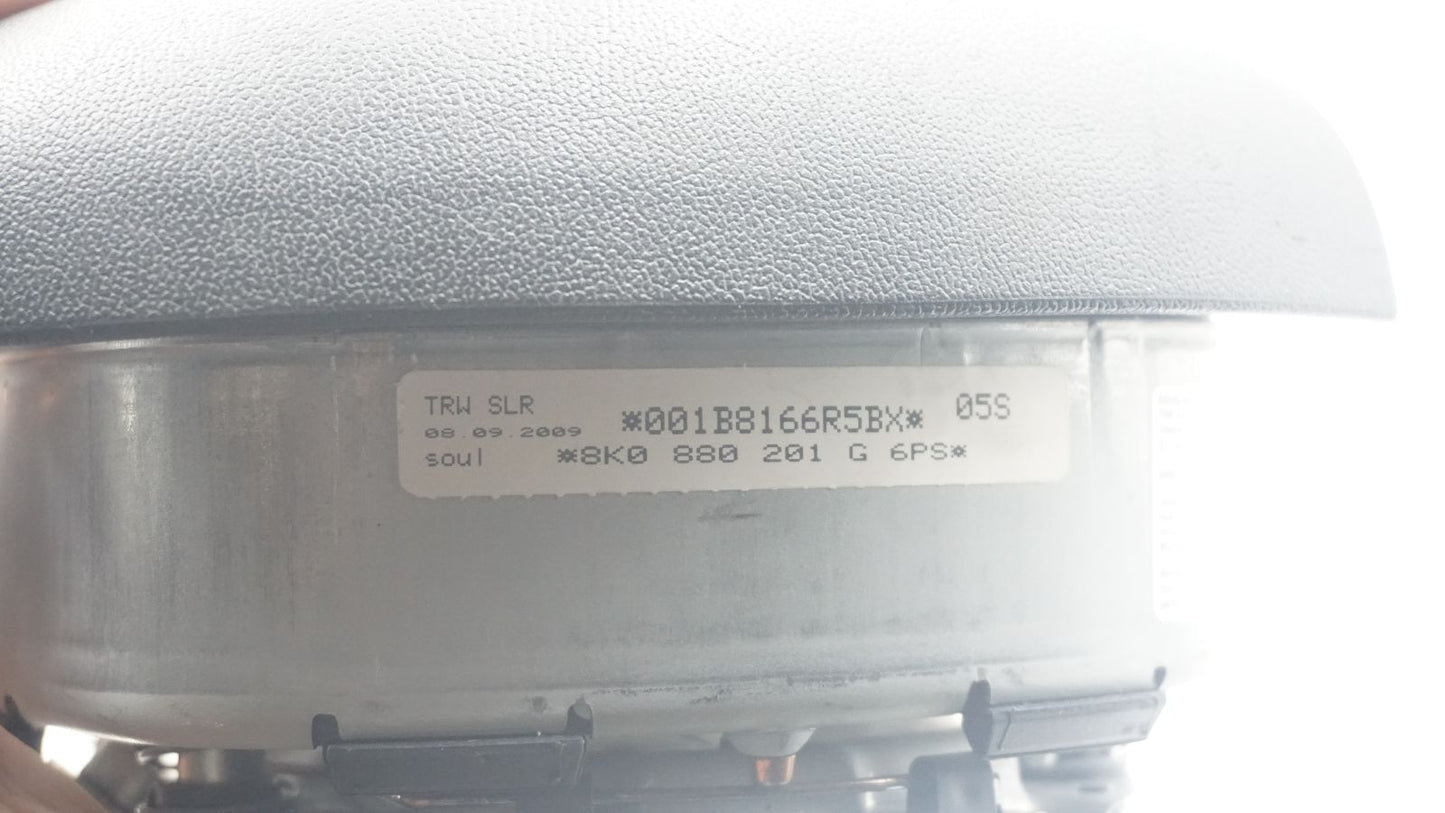 TRW SLR
08.09.2009
soul
*001B8166R5BX* 05S
*8K0 880 201 G 6PS*